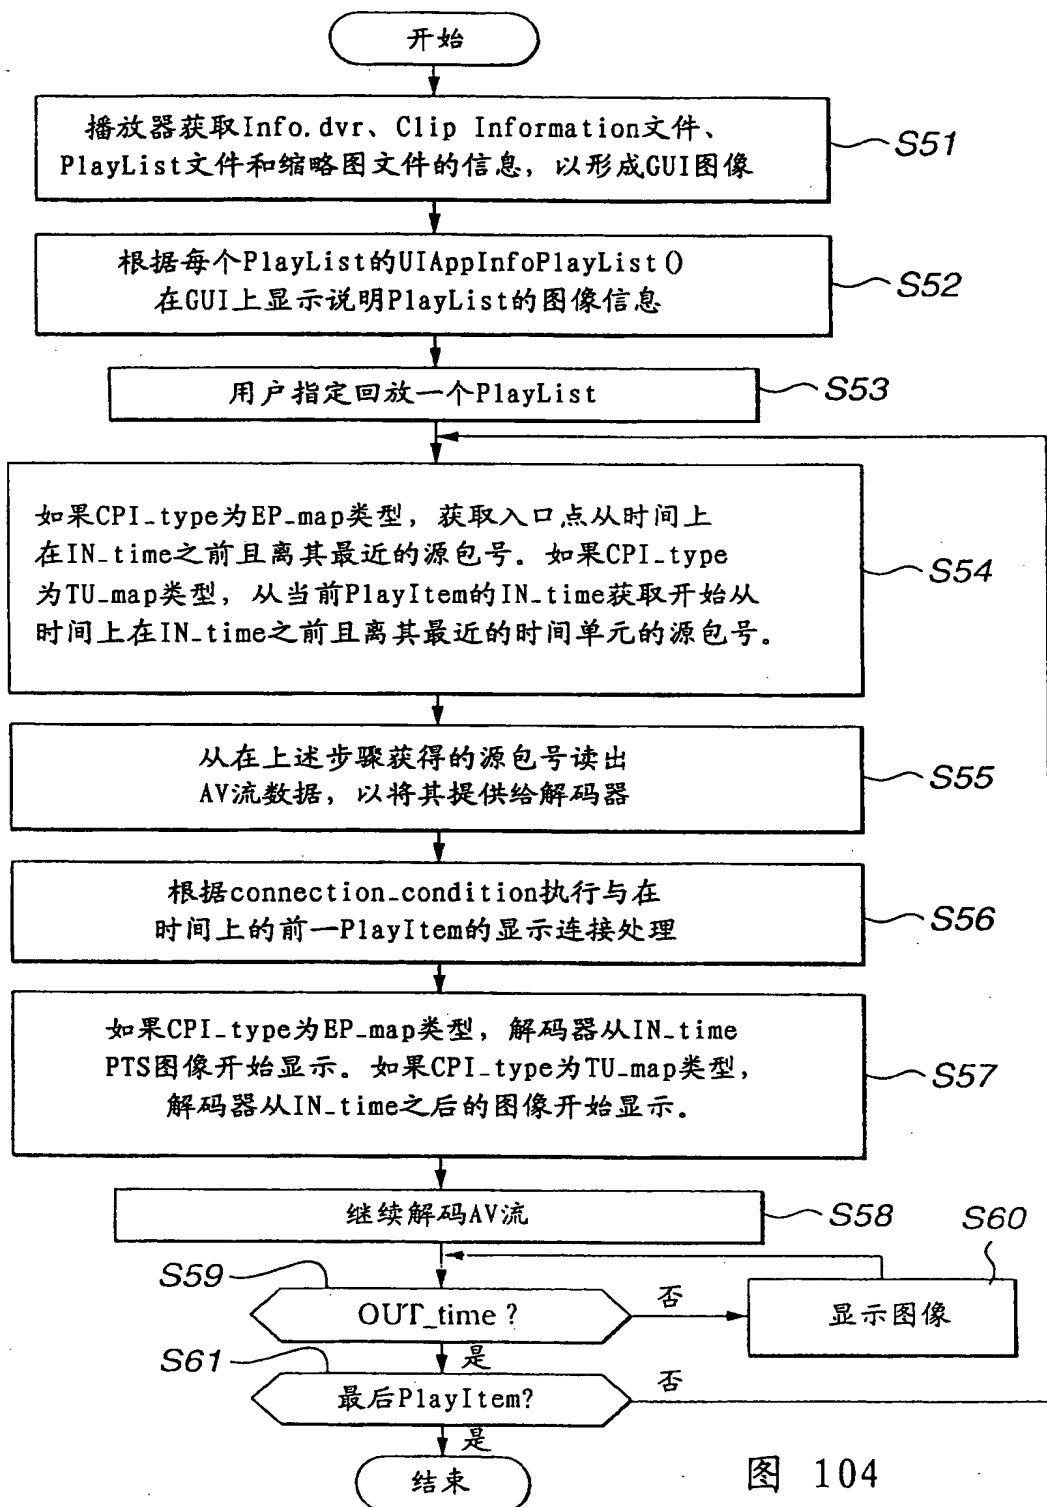 开始
播放器获取Info.dvr、Clip Information文件、
PlayList文件和缩略图文件的信息，以形成GUI图像
S51
根据每个PlayList的UIAppInfoPlayList()
在GUI上显示说明PlayList的图像信息
S52
用户指定回放一个PlayList
S53
如果CPI_type为EP_map类型，获取入口点从时间上
在IN_time之前且离其最近的源包号。如果CPI_type
为TU_map类型，从当前PlayItem的IN_time获取开始从
时间上在IN_time之前且离其最近的时间单元的源包号。
S54
从在上述步骤获得的源包号读出
AV流数据，以将其提供给解码器
S55
根据connection_condition执行与在
时间上的前一PlayItem的显示连接处理
S56
如果CPI_type为EP_map类型，解码器从IN_time
PTS图像开始显示。如果CPI_type为TU_map类型，
解码器从IN_time之后的图像开始显示。
S57
继续解码AV流
S58
S60
S59
OUT_time？
否
显示图像
是
S61
最后PlayItem?
否
是
结束
图 104